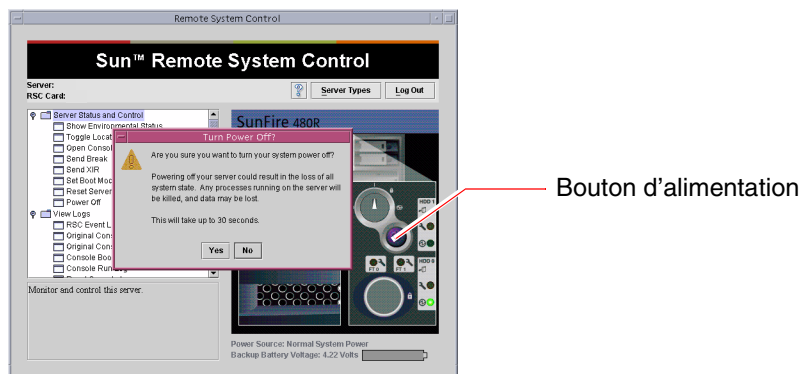 Remote System Control
Sun™ Remote System Control
Server:
RSC Card:
Server Types
Log Out
Server Status and Control
Show Environmental Status
Toggle Locat
Open Consol
Send Break
Send XIR
Set Boot Mod
Reset Server
Power Off
View Logs
RSC Event L
Original Cons
Original Cons
Console Boo
Console Run Log
Monitor and control this server.
Turn Power Off?
Are you sure you want to turn your system power off?
Powering off your server could result in the loss of all
system state. Any processes running on the server will
be killed, and data may be lost.
This will take up to 30 seconds.
Yes
No
SunFire 480R
HDD 1
FT 0
FT 1
HDD 0
Power Source: Normal System Power
Backup Battery Voltage: 4.22 Volts
Bouton d'alimentation